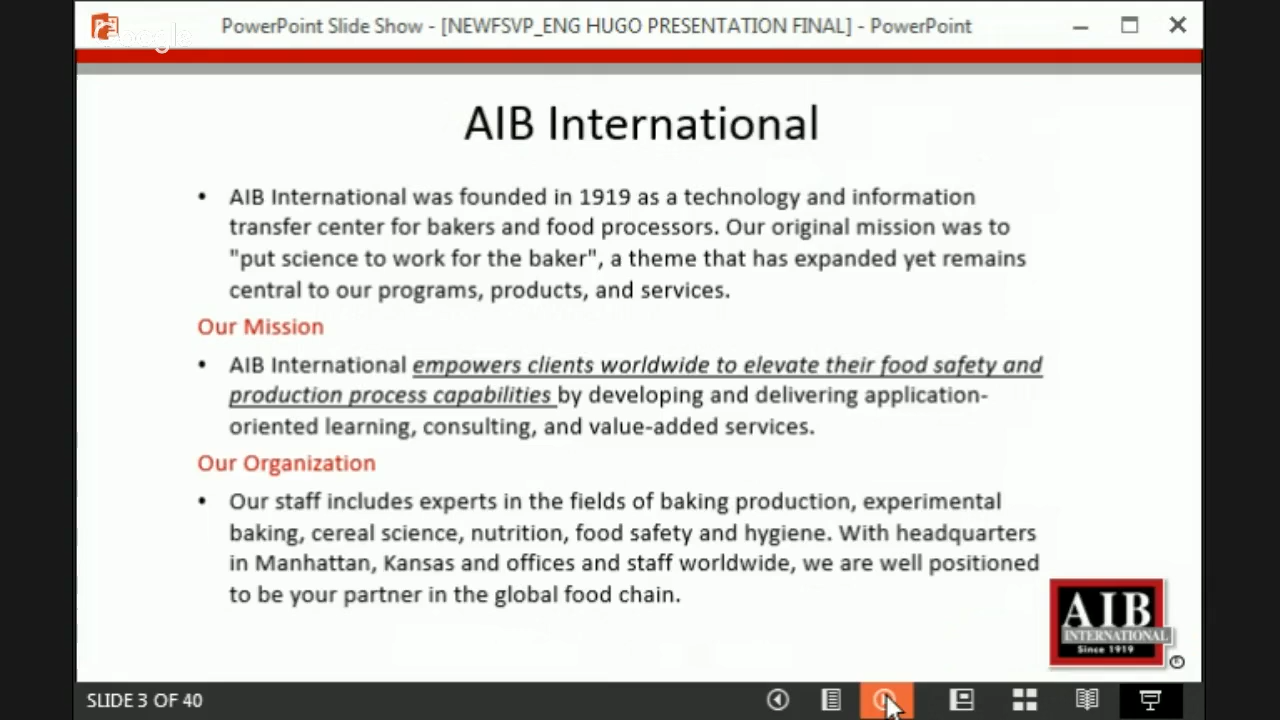 Google
PowerPoint Slide Show - [NEWFSVP_ENG HUGO PRESENTATION FINAL] - PowerPoint
AIB International
• AIB International was founded in 1919 as a technology and information
transfer center for bakers and food processors. Our original mission was to
"put science to work for the baker", a theme that has expanded yet remains
central to our programs, products, and services.
Our Mission
• AIB International empowers clients worldwide to elevate their food safety and
production process capabilities by developing and delivering application-
oriented learning, consulting, and value-added services.
Our Organization
• Our staff includes experts in the fields of baking production, experimental
baking, cereal science, nutrition, food safety and hygiene. With headquarters
in Manhattan, Kansas and offices and staff worldwide, we are well positioned
to be your partner in the global food chain.
AIB
INTERNATIONAL
Since 1919
®
SLIDE 3 OF 40